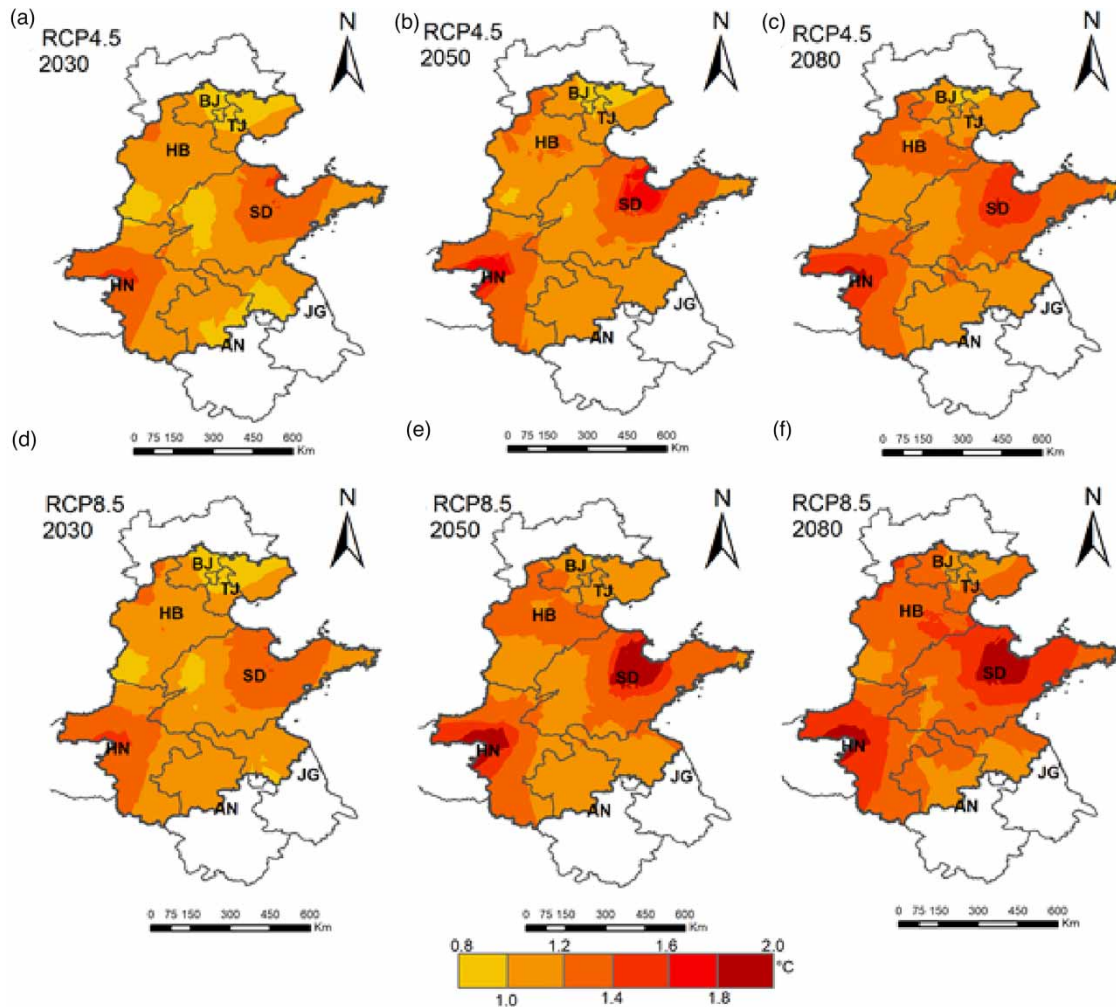 (a)
RCP4.5
2030
N
BJ
TJ
HB
SD
HN
JG
AN
0 75 150 300 450 600
Km
(b)
RCP4.5
2050
N
BJ
TJ
HB
SD
HN
JG
AN
0 75 150 300 450 600
Km
(c)
RCP4.5
2080
N
BJ
TJ
HB
SD
HN
JG
AN
0 75 150 300 450 600
Km
(d)
RCP8.5
2030
N
BJ
TJ
HB
SD
HN
JG
AN
0 75 150 300 450 600
Km
(e)
RCP8.5
2050
N
BJ
TJ
HB
SD
HN
JG
AN
0 75 150 300 450 600
Km
(f)
RCP8.5
2080
N
BJ
TJ
HB
SD
HN
JG
AN
0 75 150 300 450 600
Km
0.8 1.2 1.6 2.0
°C
1.0 1.4 1.8